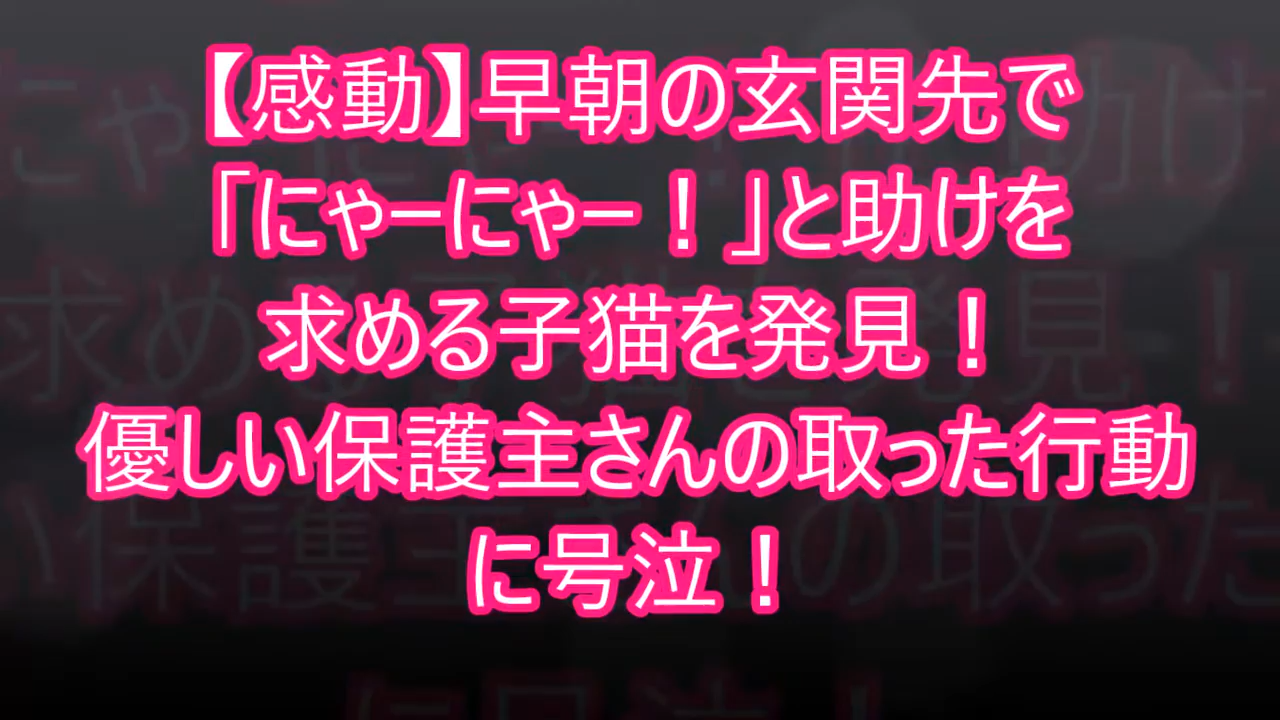 【感動】早朝の玄関先で
「にゃーにゃー！」と助けを
求める子猫を発見！
優しい保護主さんの取った行動
に号泣！